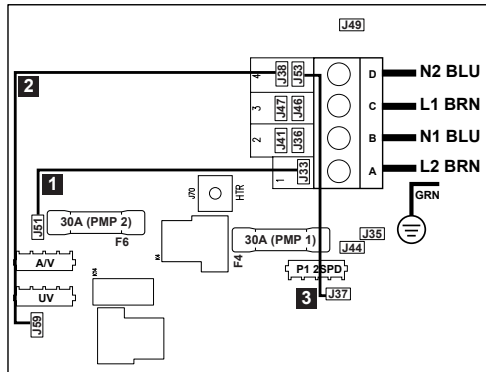 J49
4
J38
J53
D
N2 BLU
2
3
J47
J46
C
L1 BRN
2
J41
J36
B
N1 BLU
1
1
J33
A
L2 BRN
GRN
J70
HTR
J51
30A (PMP 2)
F6
K4
30A (PMP 1)
F4
J35
J44
A/V
P1 2SPD
UV
3
J37
J59